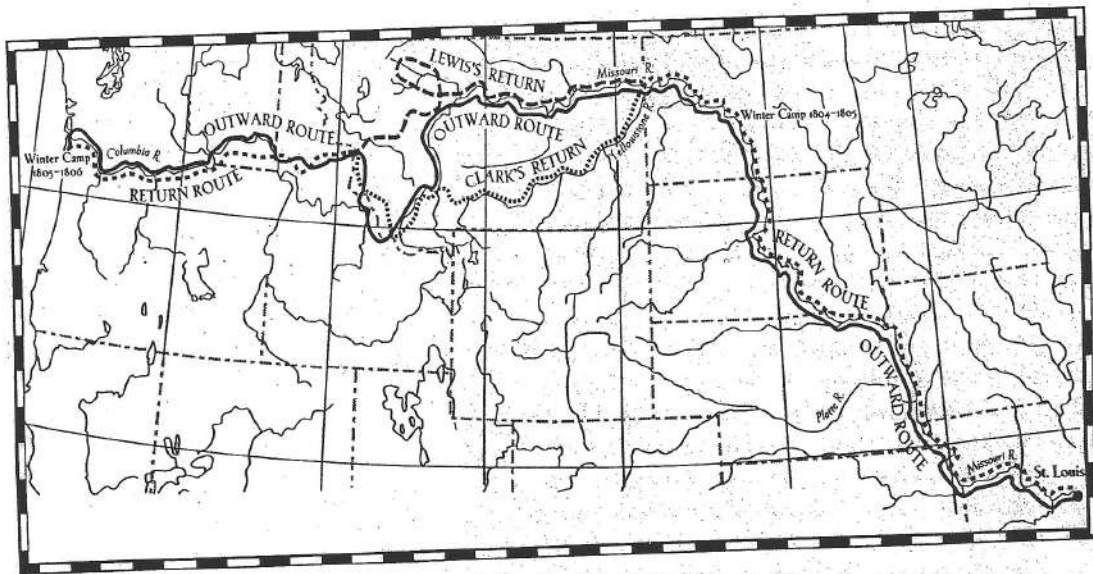 LEWIS'S RETURN
Missouri R.
OUTWARD ROUTE
OUTWARD ROUTE
Winter Camp 1804-1805
Yellowstone R.
Winter Camp
1805-1806
Columbia R.
RETURN ROUTE
CLARK'S RETURN
RETURN ROUTE
OUTWARD ROUTE
Platte R.
Missouri R.
St. Louis